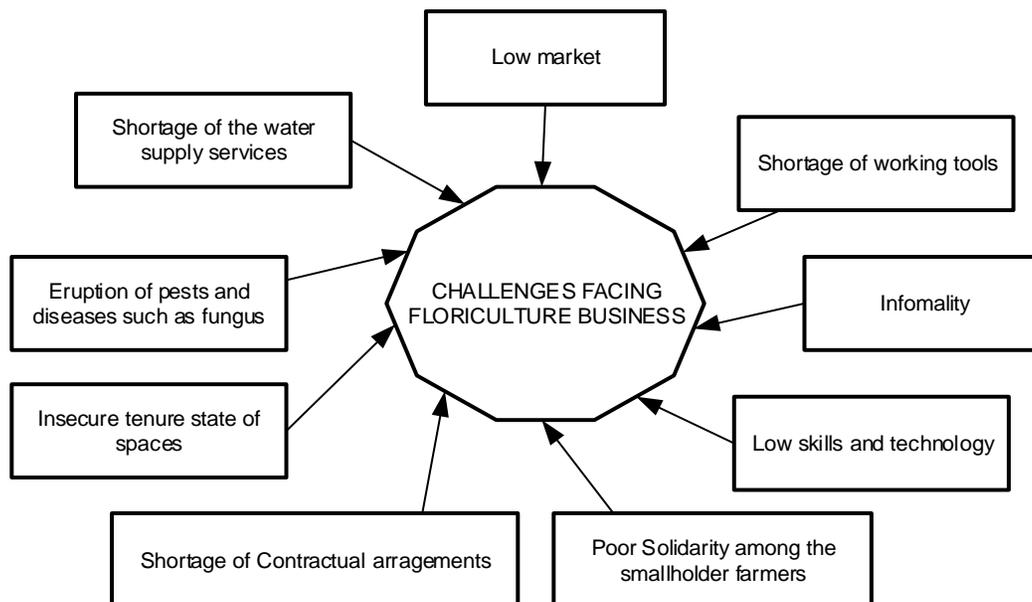 Low market
Shortage of the water
supply services
Shortage of working tools
Eruption of pests and
diseases such as fungus
CHALLENGES FACING
FLORICULTURE BUSINESS
Infomality
Insecure tenure state of
spaces
Low skills and technology
Shortage of Contractual arragements
Poor Solidarity among the
smallholder farmers